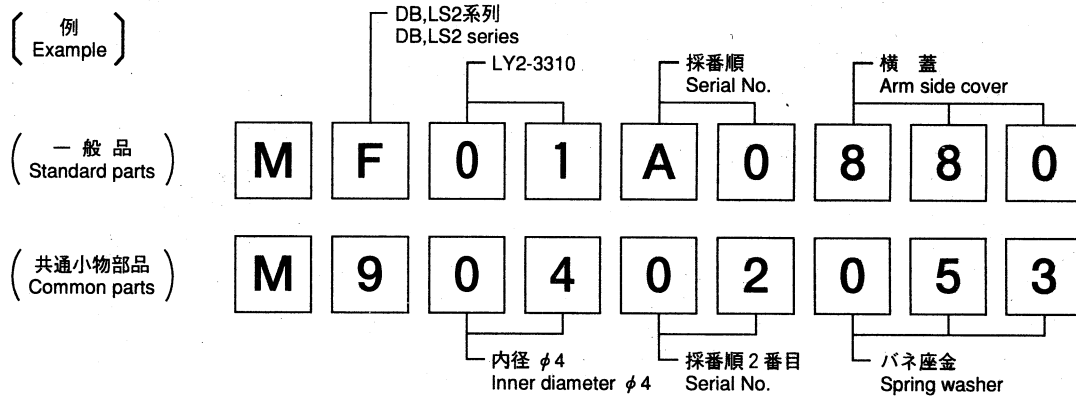 例
Example
DB,LS2系列
DB,LS2 series
LY2-3310
採番順
Serial No.
横 蓋
Arm side cover
一 般 品
Standard parts
M F 0 1 A 0 8 8 0
共通小物部品
Common parts
M 9 0 4 0 2 0 5 3
内径 φ4
Inner diameter φ4
採番順2番目
Serial No.
バネ座金
Spring washer